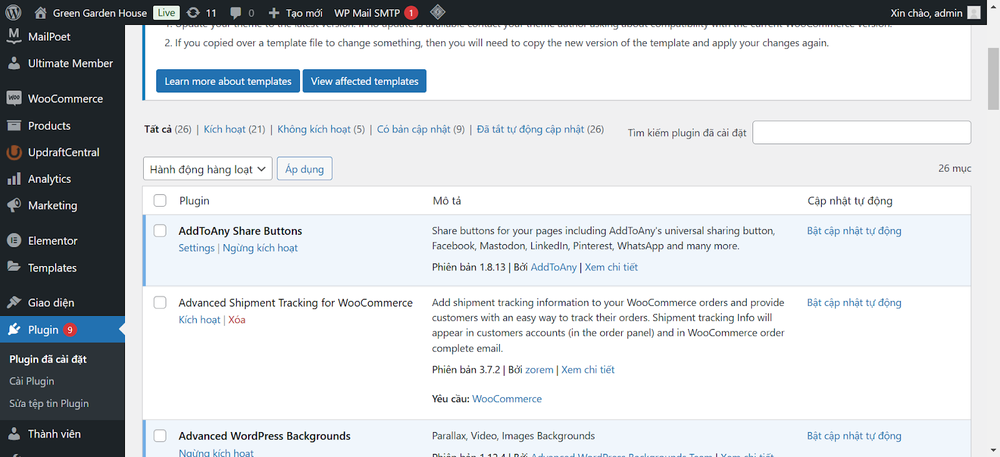 Green Garden House Live 11 0 Tạo mới WP Mail SMTP 1 Xin chào, admin
MailPoet
Ultimate Member
WooCommerce
Products
UpdraftCentral
Analytics
Marketing
Elementor
Templates
Giao diện
Plugin 9
Plugin đã cài đặt
Cài Plugin
Sửa tệp tin Plugin
Thành viên
1. Update your theme to the latest version. If no update is available contact your theme author asking about compatibility with the current WooCommerce version.
2. If you copied over a template file to change something, then you will need to copy the new version of the template and apply your changes again.
Learn more about templates View affected templates
Tất cả (26) | Kích hoạt (21) | Không kích hoạt (5) | Có bản cập nhật (9) | Đã tắt tự động cập nhật (26) Tìm kiếm plugin đã cài đặt
Hành động hàng loạt Áp dụng 26 mục
Plugin Mô tả Cập nhật tự động
AddToAny Share Buttons
Settings | Ngừng kích hoạt
Share buttons for your pages including AddToAny's universal sharing button,
Facebook, Mastodon, LinkedIn, Pinterest, WhatsApp and many more.
Phiên bản 1.8.13 | Bởi AddToAny | Xem chi tiết
Bật cập nhật tự động
Advanced Shipment Tracking for WooCommerce
Kích hoạt | Xóa
Add shipment tracking information to your WooCommerce orders and provide
customers with an easy way to track their orders. Shipment tracking Info will
appear in customers accounts (in the order panel) and in WooCommerce order
complete email.
Phiên bản 3.7.2 | Bởi zorem | Xem chi tiết
Yêu cầu: WooCommerce
Bật cập nhật tự động
Advanced WordPress Backgrounds
Ngừng kích hoạt
Parallax, Video, Images Backgrounds
Phiên bản 1.12.4 | Bởi Advanced WordPress Backgrounds Team | Xem chi tiết
Bật cập nhật tự động